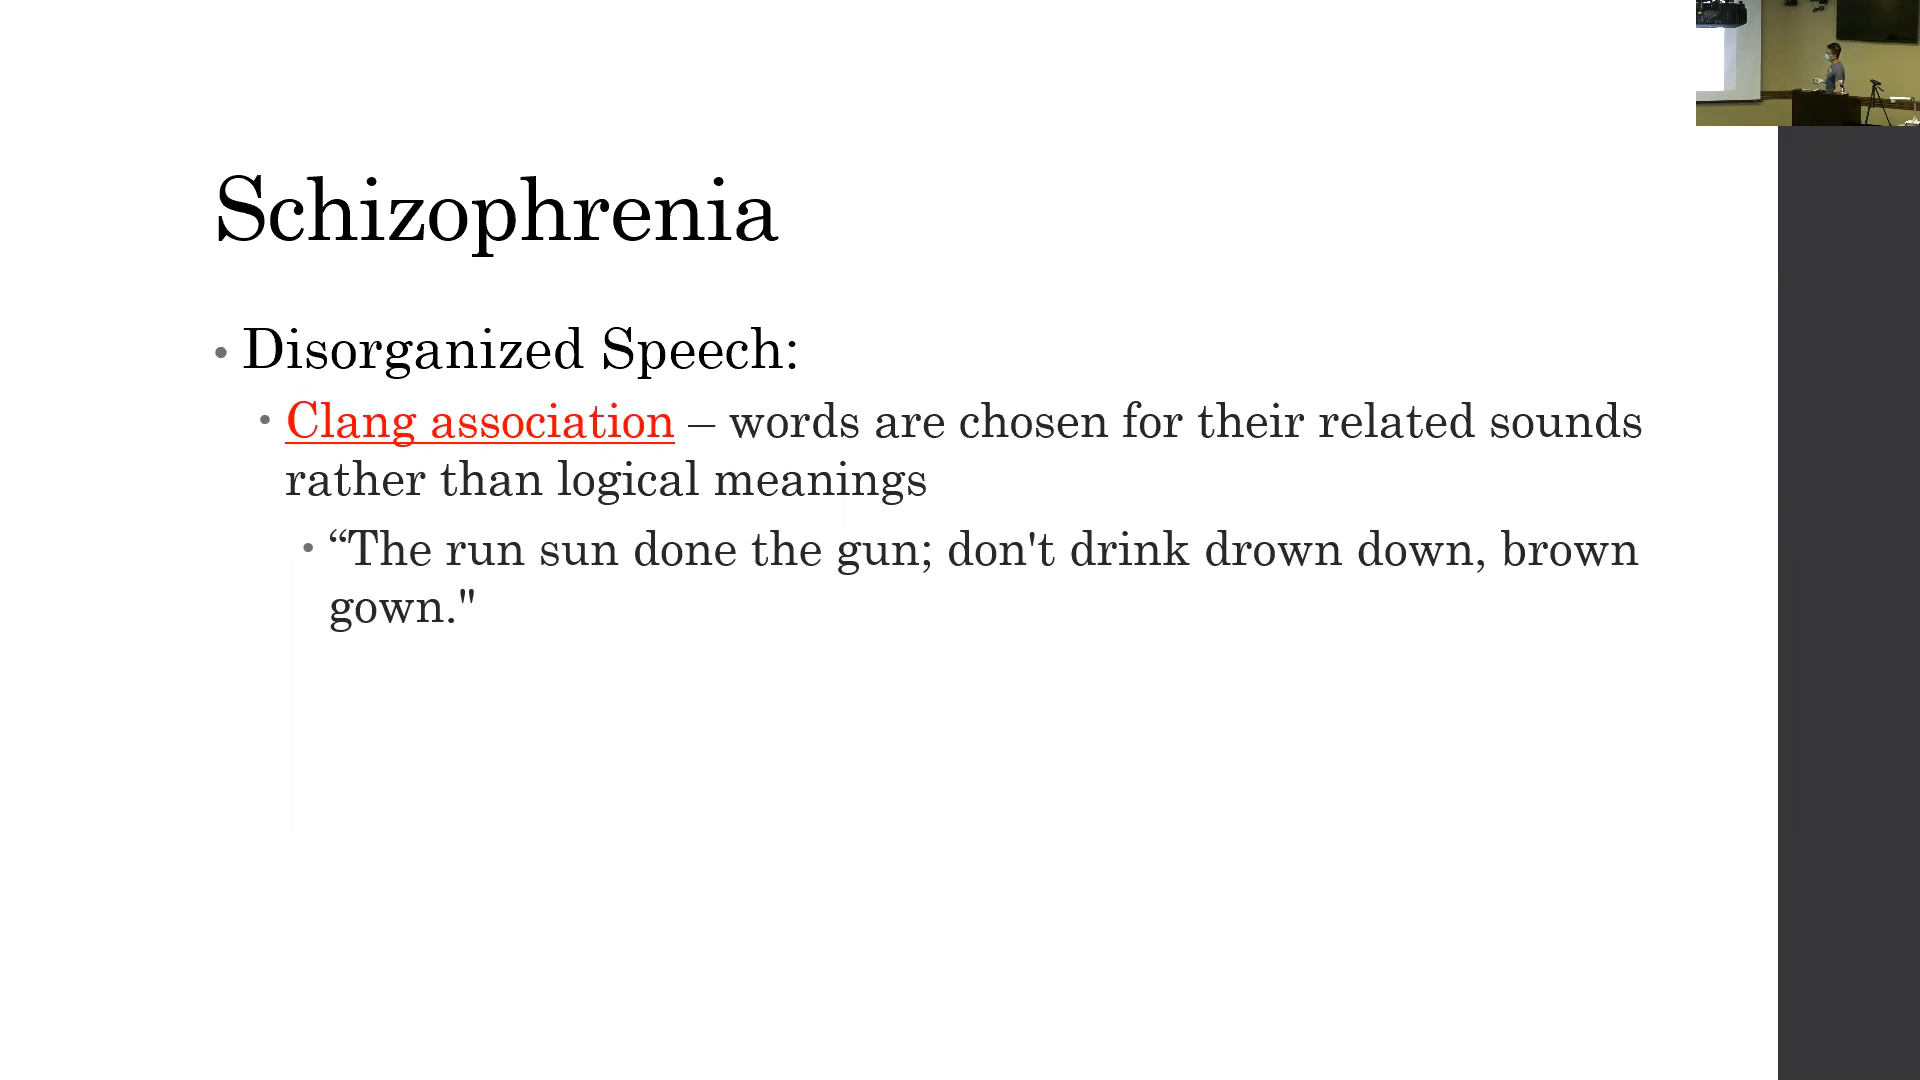 Schizophrenia
• Disorganized Speech:
• Clang association – words are chosen for their related sounds
rather than logical meanings
• “The run sun done the gun; don't drink drown down, brown
gown."